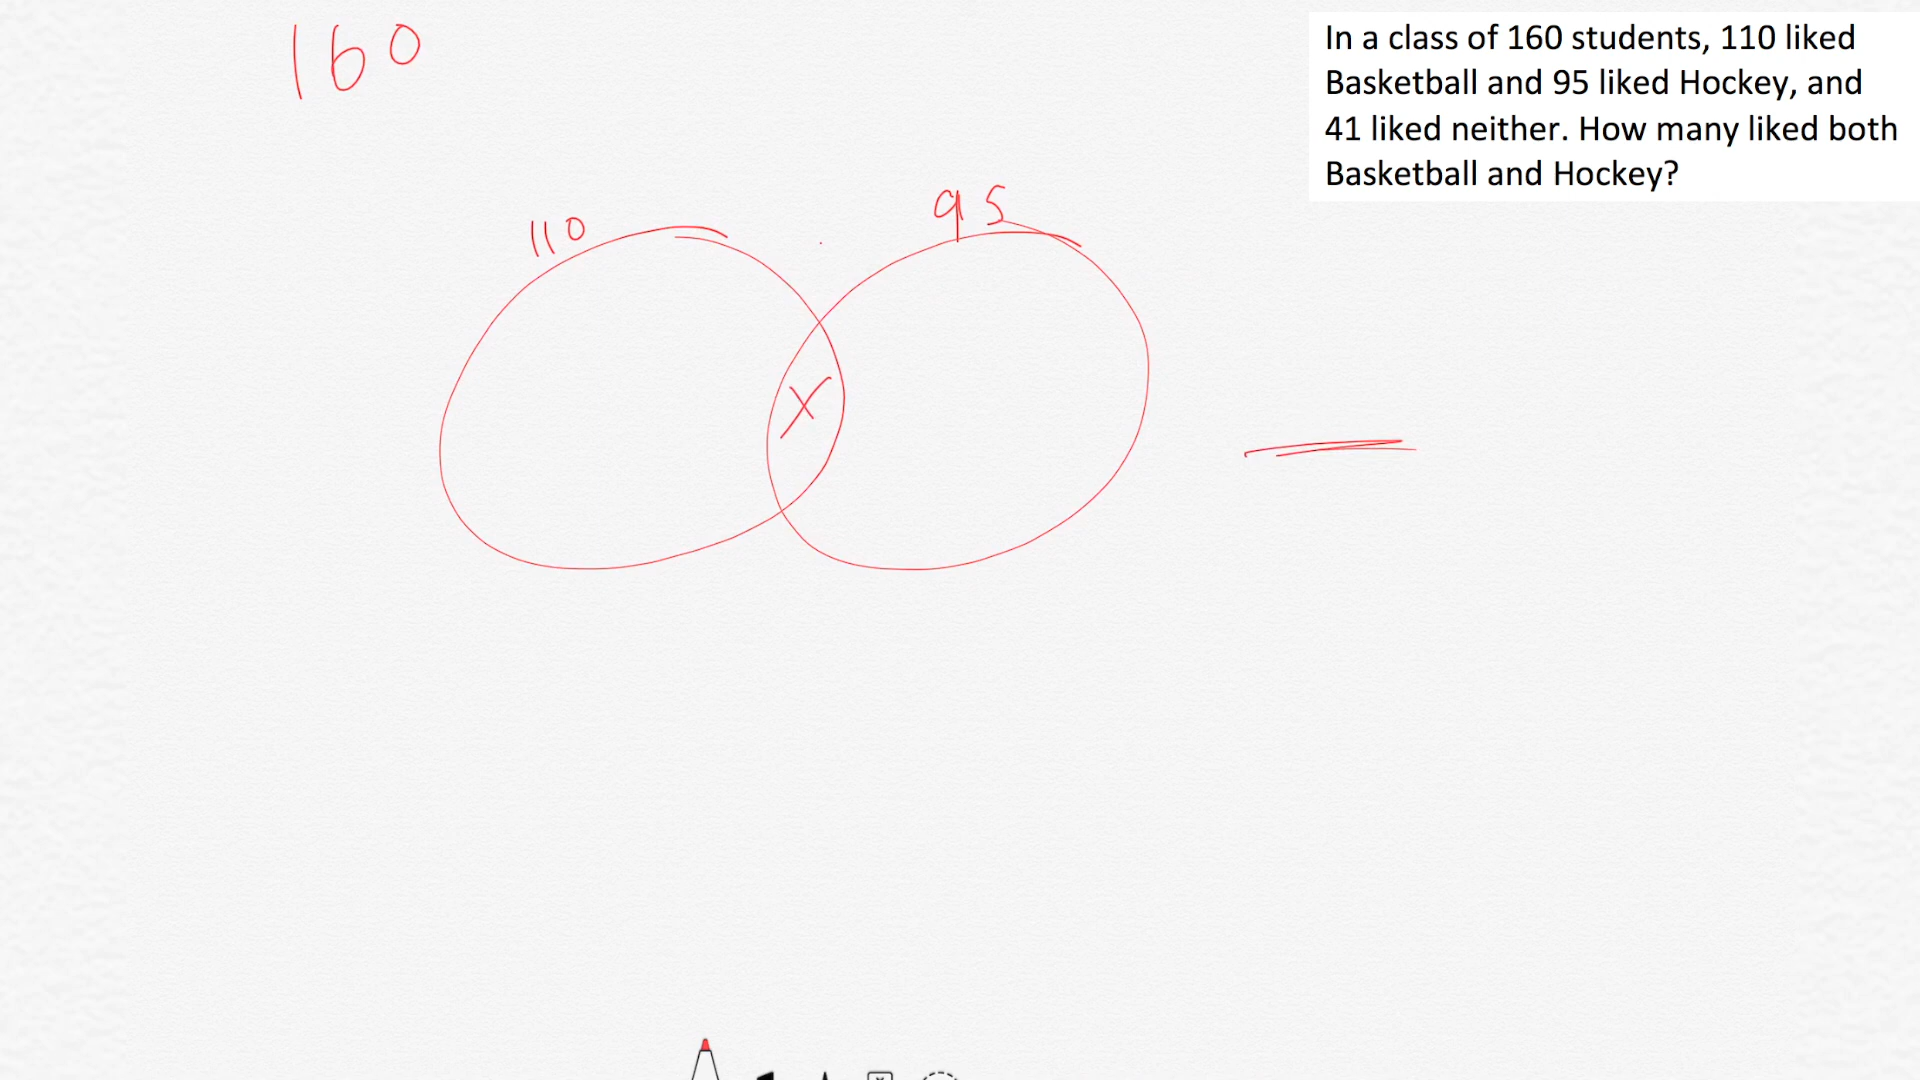 160
In a class of 160 students, 110 liked
Basketball and 95 liked Hockey, and
41 liked neither. How many liked both
Basketball and Hockey?
110
95
X